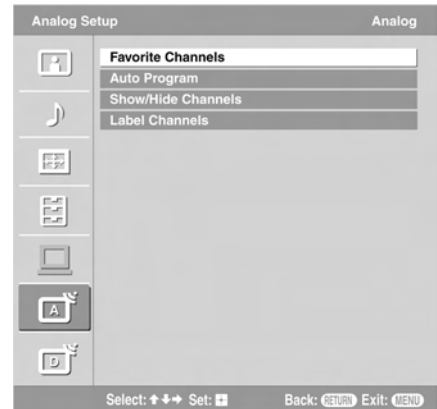 Analog Setup Analog
Favorite Channels
Auto Program
Show/Hide Channels
Label Channels
A
D
Select: Set: Back: RETURN Exit: MENU